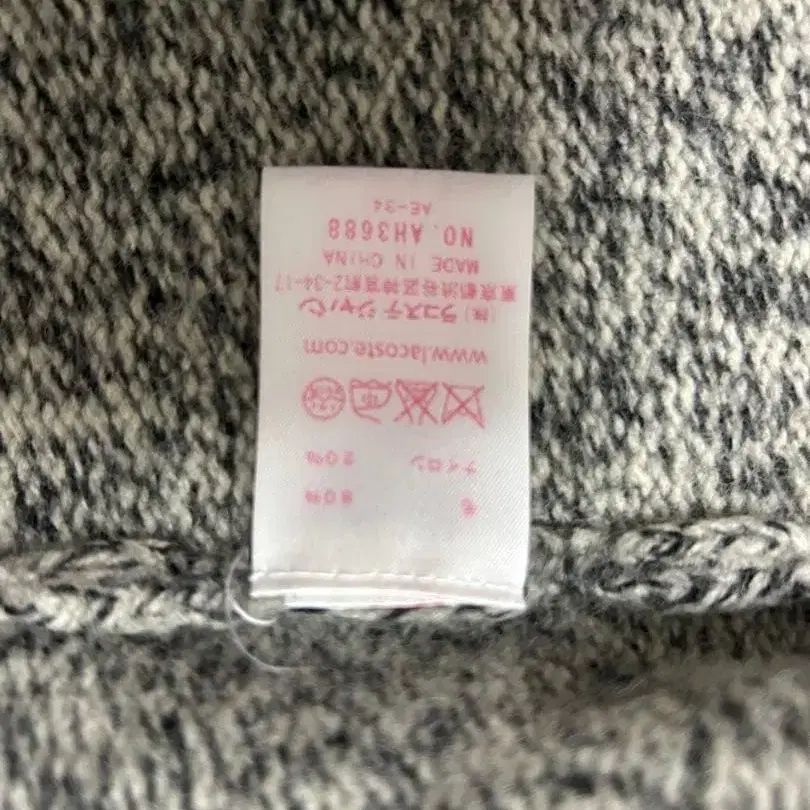 毛 80%
ナイロン 20%
www.lacoste.com
(株) ラコステ ジャパン
東京都渋谷区神宮前2-34-17
MADE IN CHINA
NO. AH3688
AE-34